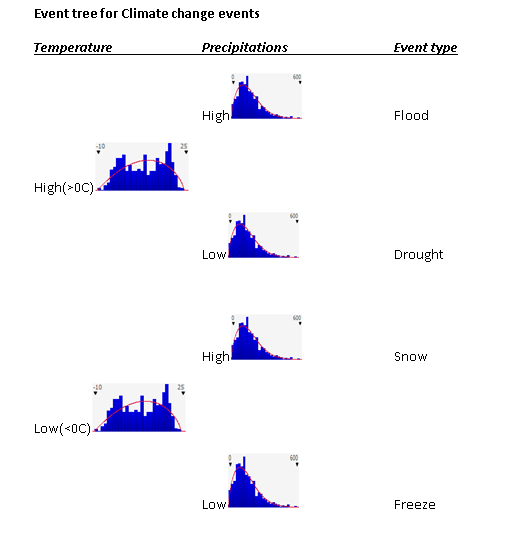 Event tree for Climate change events
Temperature Precipitations Event type
0 600
High Flood
-10 25
High(>0C)
0 600
Low Drought
0 600
High Snow
-10 25
Low(<0C)
0 600
Low Freeze